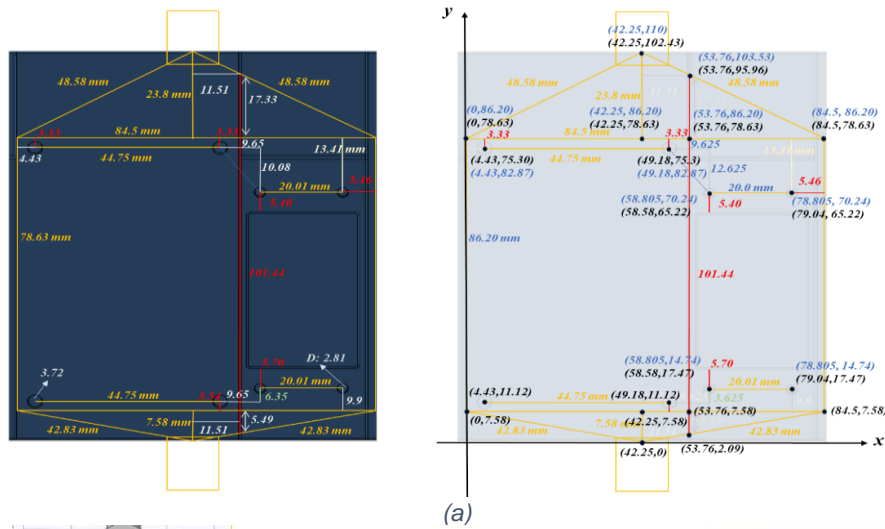 48.58 mm
48.58 mm
23.8 mm
11.51
17.33
3.33
84.5 mm
3.33
9.65
4.43
44.75 mm
13.41 mm
10.08
20.01 mm
5.46
5.40
78.63 mm
101.44
3.72
5.70
D: 2.81
44.75 mm
9.65
20.01 mm
6.35
9.9
7.58 mm
5.49
42.83 mm
11.51
42.83 mm
y
(42.25,110)
(42.25,102.43)
(53.76,103.53)
(53.76,95.96)
48.58 mm
48.58 mm
11.51
23.8 mm
(0,86.20)
(0,78.63)
(42.25, 86.20)
(42.25,78.63)
(53.76,86.20)
(53.76,78.63)
(84.5, 86.20)
(84.5,78.63)
3.33
84.5 mm
3.33
9.625
13.41 mm
44.75 mm
(4.43,75.30)
(4.43,82.87)
(49.18,75.3)
(49.18,82.87)
12.625
20.0 mm
5.46
(58.805,70.24)
(58.58,65.22)
5.40
(78.805, 70.24)
(79.04, 65.22)
86.20 mm
101.44
(58.805,14.74)
(58.58,17.47)
5.70
(78.805, 14.74)
(79.04,17.47)
(4.43,11.12)
44.75 mm
(49.18,11.12)
20.01 mm
3.625
9.9
(0,7.58)
7.58 mm
(42.25,7.58)
(53.76,7.58)
(84.5,7.58)
42.83 mm
11.51
42.83 mm
(42.25,0)
(53.76,2.09)
x
(a)